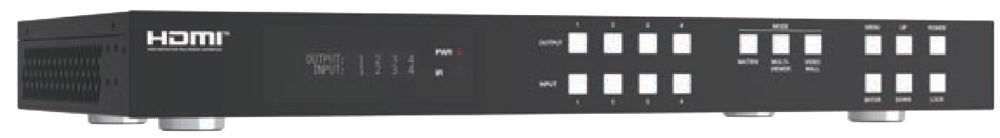 HDMI™
OUTPUT: 1 2 3 4
INPUT: 1 2 3 4
PWR
IR
1 2 3 4
OUTPUT
INPUT
1 2 3 4
MODE
MATRIX
MULTI-
VIEWER
VIDEO
WALL
MENU UP POWER
ENTER DOWN LOCK